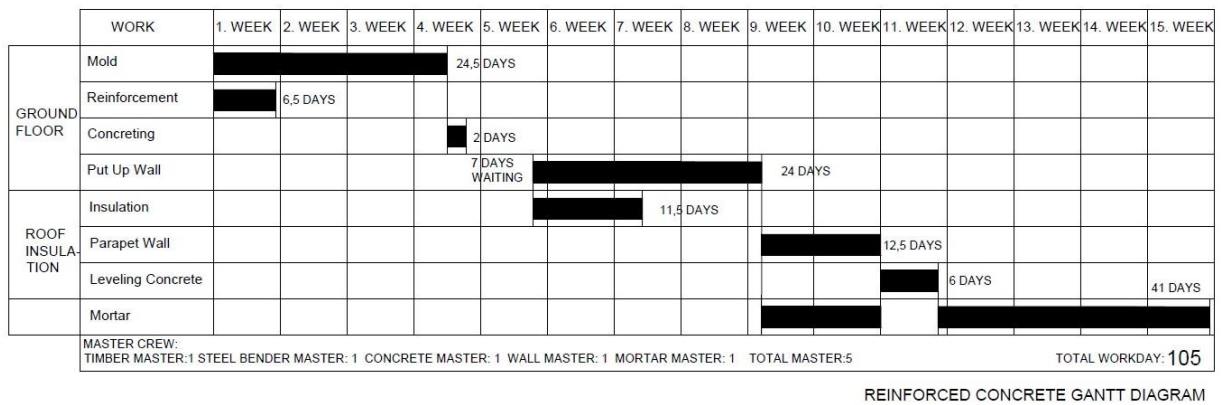 WORK 1. WEEK 2. WEEK 3. WEEK 4. WEEK 5. WEEK 6. WEEK 7. WEEK 8. WEEK 9. WEEK 10. WEEK 11. WEEK 12. WEEK 13. WEEK 14. WEEK 15. WEEK
GROUND
FLOOR
Mold 24,5 DAYS
Reinforcement 6,5 DAYS
Concreting 2 DAYS
Put Up Wall 7 DAYS
WAITING 24 DAYS
ROOF
INSULA-
TION
Insulation 11,5 DAYS
Parapet Wall 12,5 DAYS
Leveling Concrete 6 DAYS 41 DAYS
Mortar
MASTER CREW:
TIMBER MASTER:1 STEEL BENDER MASTER: 1 CONCRETE MASTER: 1 WALL MASTER: 1 MORTAR MASTER: 1 TOTAL MASTER:5 TOTAL WORKDAY: 105
REINFORCED CONCRETE GANTT DIAGRAM